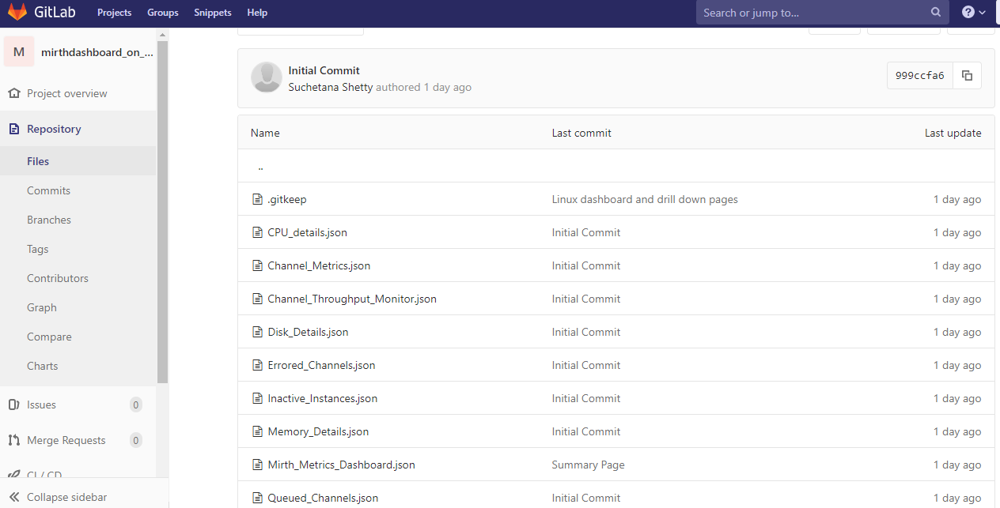 GitLab Projects Groups Snippets Help Search or jump to...
M mirthdashboard_on_...
Project overview
Repository
Files
Commits
Branches
Tags
Contributors
Graph
Compare
Charts
Issues 0
Merge Requests 0
CI / CD
Collapse sidebar
Initial Commit
Suchetana Shetty authored 1 day ago
999ccfa6
Name Last commit Last update
..
.gitkeep Linux dashboard and drill down pages 1 day ago
CPU_details.json Initial Commit 1 day ago
Channel_Metrics.json Initial Commit 1 day ago
Channel_Throughput_Monitor.json Initial Commit 1 day ago
Disk_Details.json Initial Commit 1 day ago
Errored_Channels.json Initial Commit 1 day ago
Inactive_Instances.json Initial Commit 1 day ago
Memory_Details.json Initial Commit 1 day ago
Mirth_Metrics_Dashboard.json Summary Page 1 day ago
Queued_Channels.json Initial Commit 1 day ago